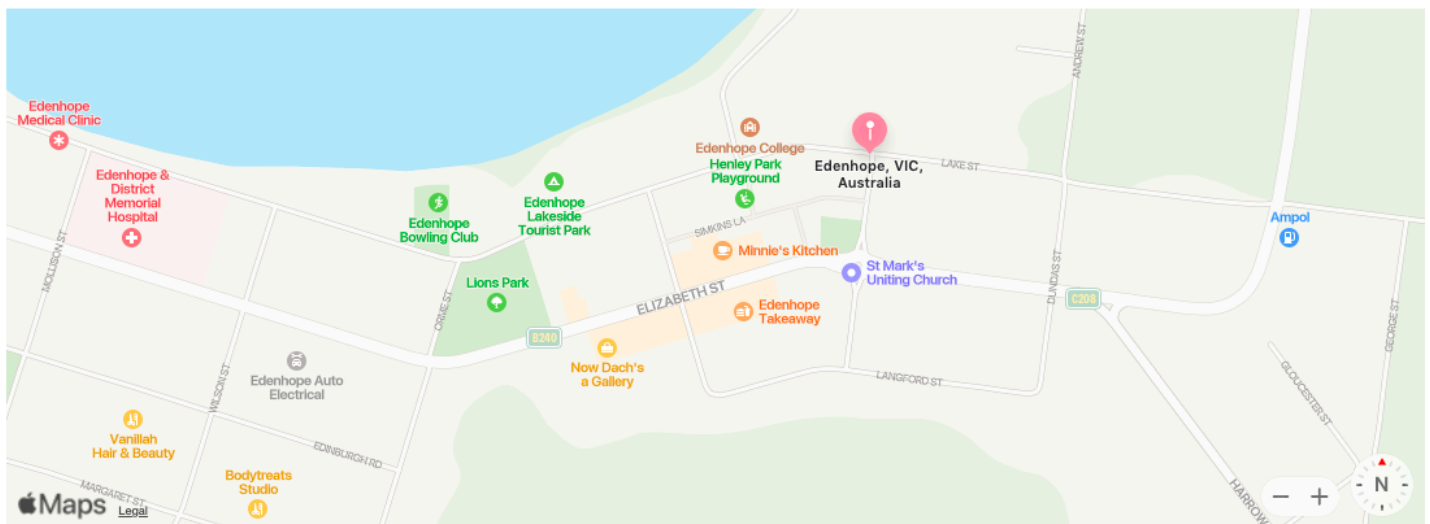 ANDREW ST
Edenhope
Medical Clinic
Edenhope College
Henley Park
Playground
Edenhope, VIC,
Australia
LAKE ST
Edenhope &
District
Memorial
Hospital
Edenhope
Bowling Club
Edenhope
Lakeside
Tourist Park
SIMKINS LA
Ampol
MOLLISON ST
Minnie's Kitchen
St Mark's
Uniting Church
DUNDAS ST
Lions Park
ORME ST
ELIZABETH ST
C208
Edenhope
Takeaway
B240
GEORGE ST
Now Dach's
a Gallery
Edenhope Auto
Electrical
WILSON ST
LANGFORD ST
GLOUCESTER ST
Vanillah
Hair & Beauty
EDINBURGH RD
Bodytreats
Studio
MARGARET ST
HARROW
N
Maps
Legal